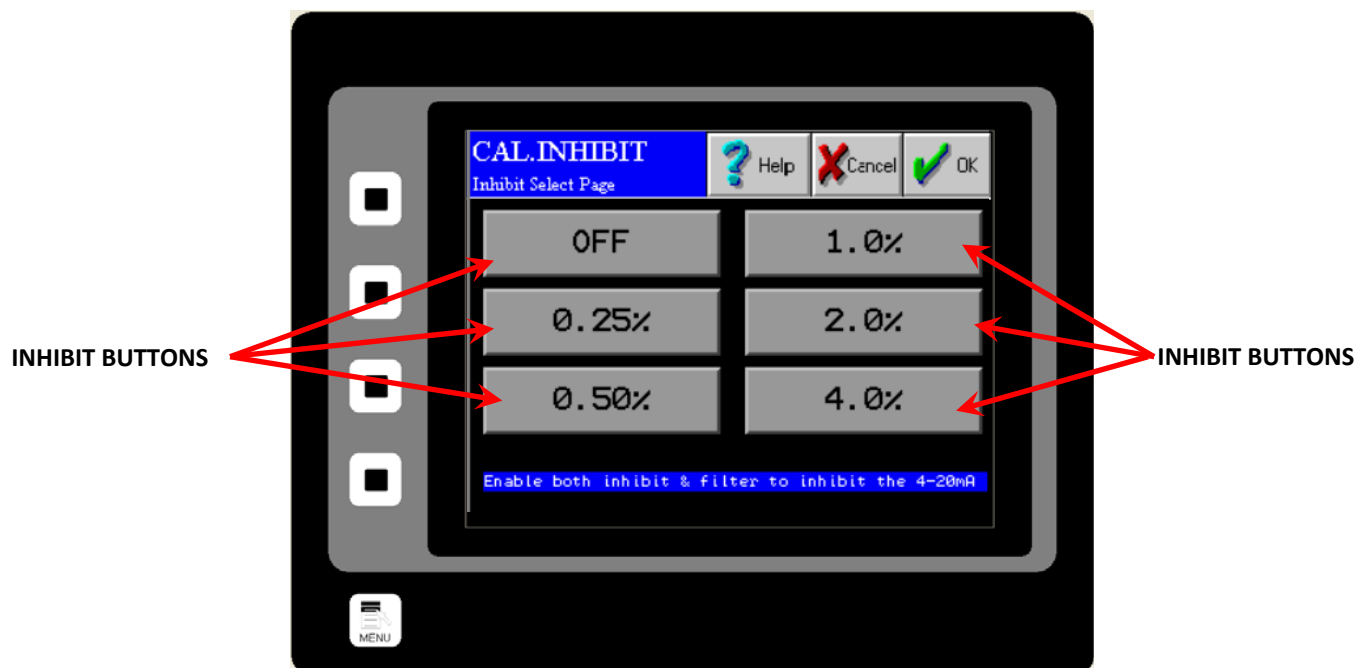 CAL.INHIBIT
Inhibit Select Page
Help
Cancel
OK
OFF
1.0%
0.25%
2.0%
INHIBIT BUTTONS
INHIBIT BUTTONS
0.50%
4.0%
Enable both inhibit & filter to inhibit the 4-20mA
MENU